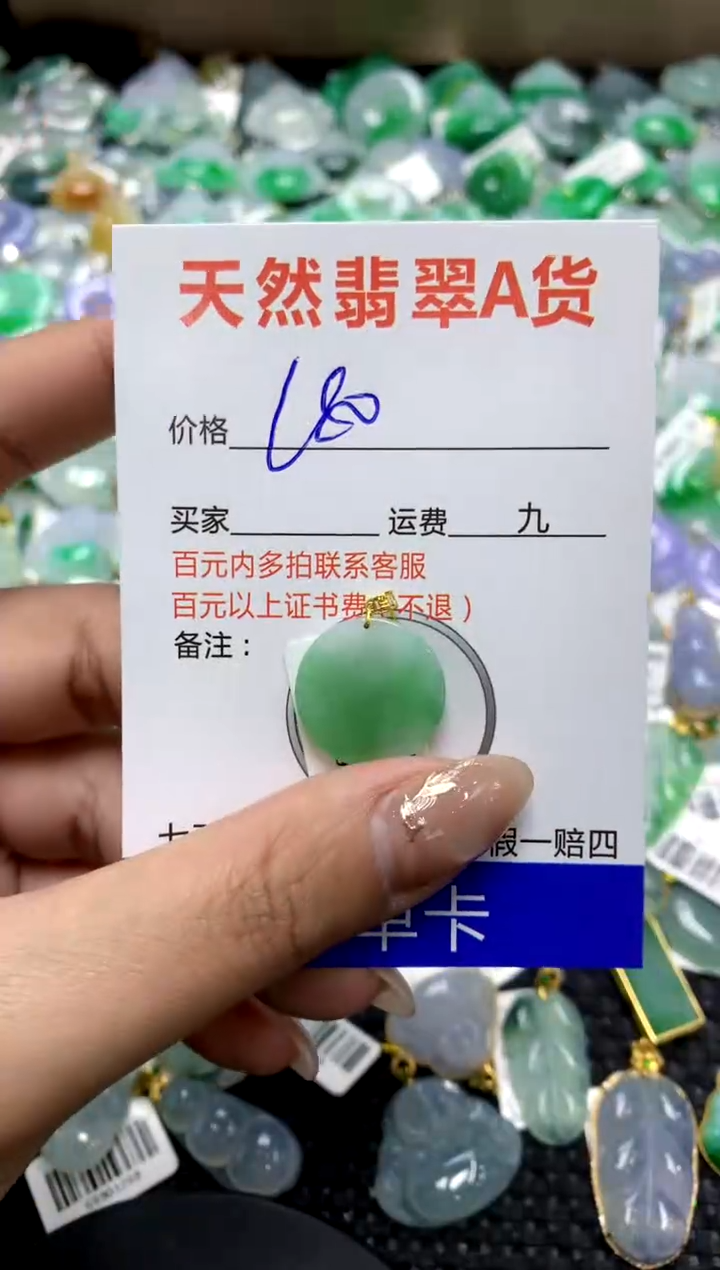 天然翡翠A货
价格 180
买家 运费 九
百元内多拍联系客服
百元以上证书费 不退）
备注：
七
假一赔四
卡